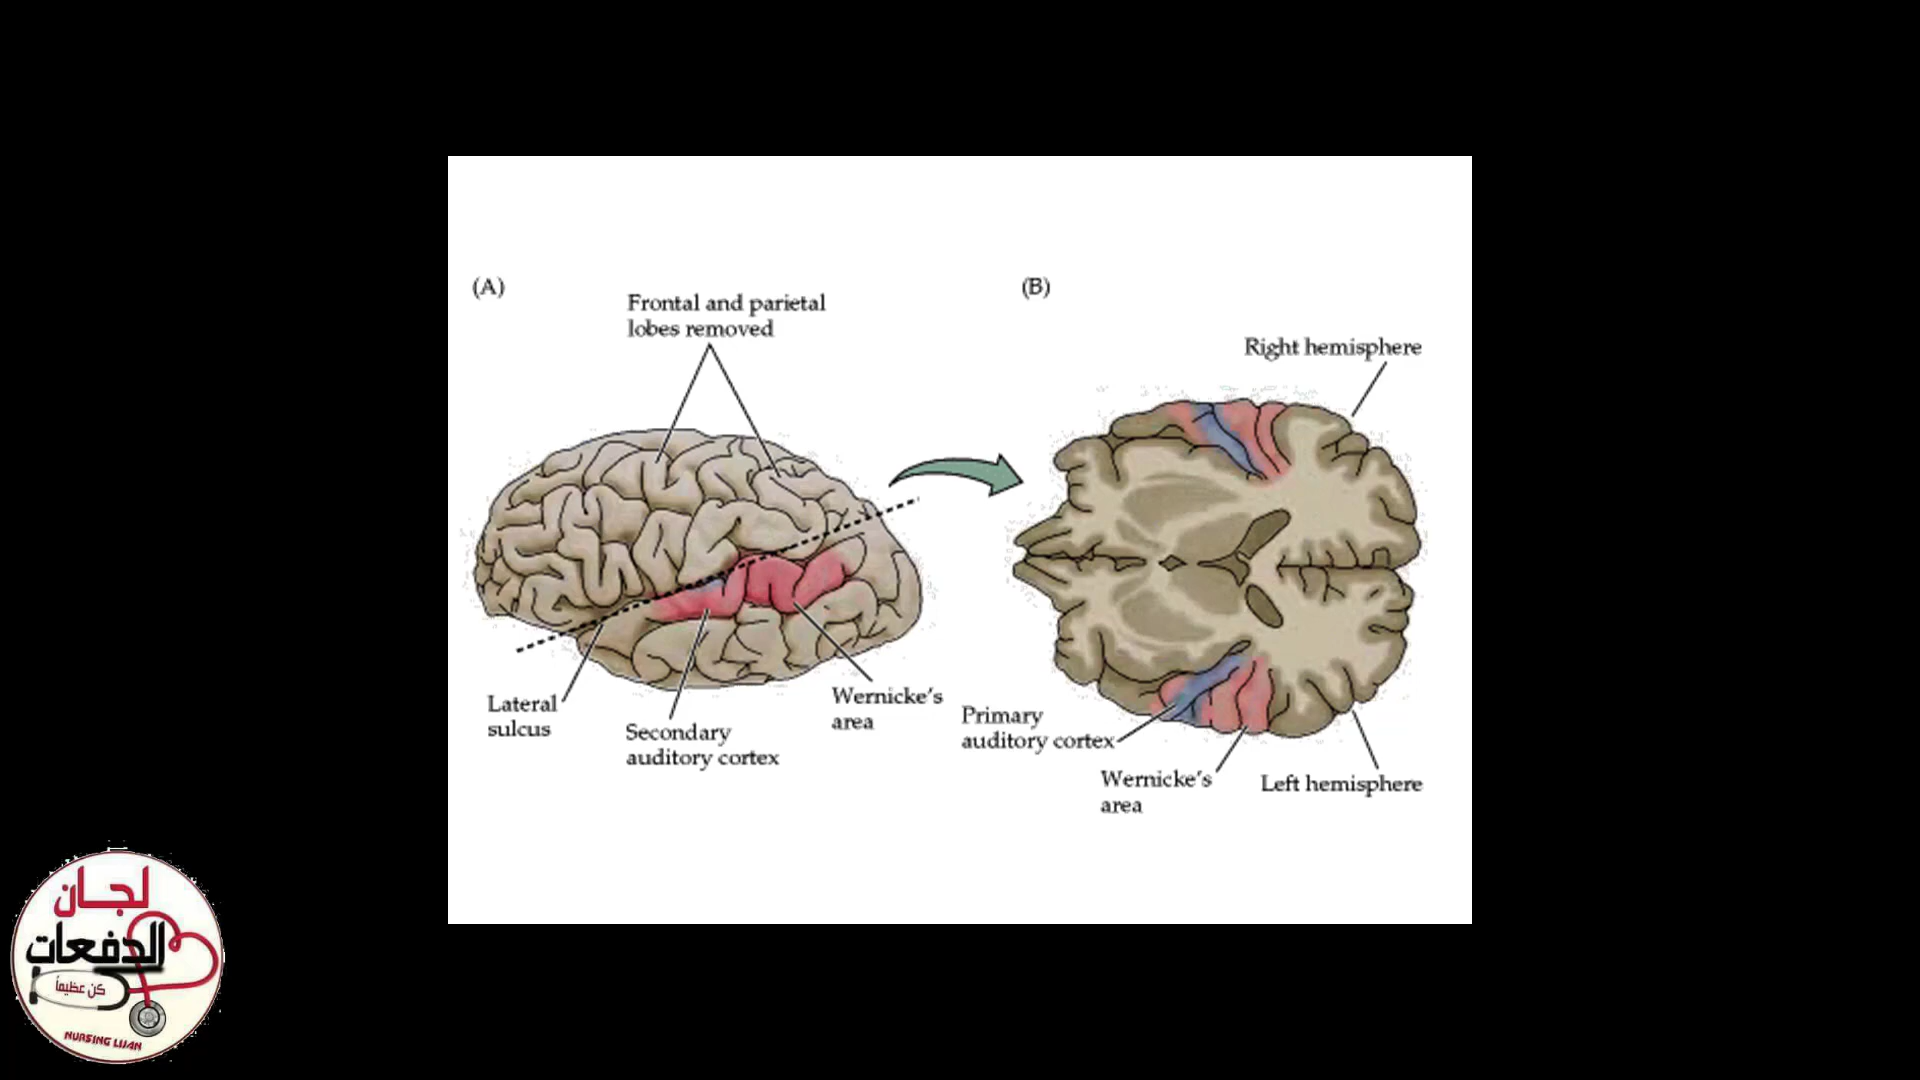 (A)
Frontal and parietal
lobes removed
Lateral
sulcus
Secondary
auditory cortex
Wernicke's
area
(B)
Right hemisphere
Primary
auditory cortex
Wernicke's
area
Left hemisphere
لجان
الدفعات
كن عظيماً
NURSING LIJAN